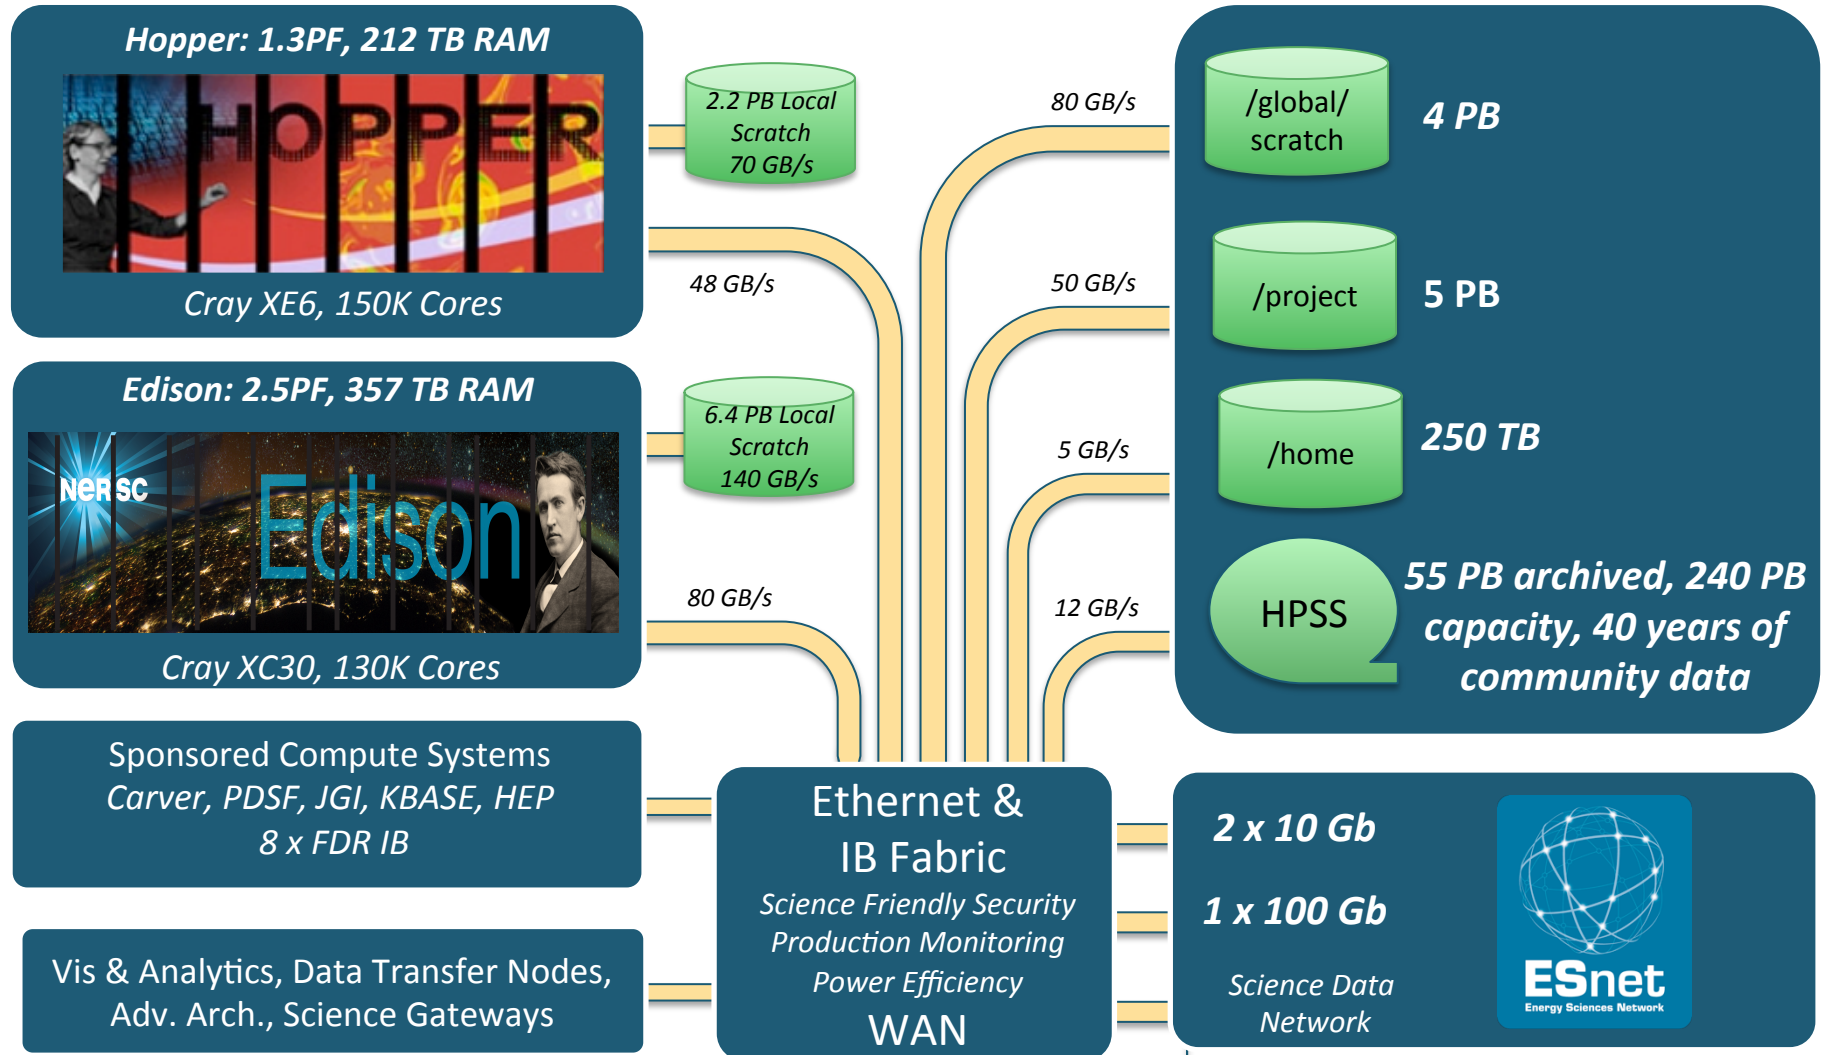 Hopper: 1.3PF, 212 TB RAM
HOPPER
Cray XE6, 150K Cores
2.2 PB Local
Scratch
70 GB/s
48 GB/s
Edison: 2.5PF, 357 TB RAM
NERSC
Edison
Cray XC30, 130K Cores
6.4 PB Local
Scratch
140 GB/s
80 GB/s
80 GB/s
/global/
scratch
4 PB
50 GB/s
/project
5 PB
5 GB/s
/home
250 TB
12 GB/s
HPSS
55 PB archived, 240 PB
capacity, 40 years of
community data
Sponsored Compute Systems
Carver, PDSF, JGI, KBASE, HEP
8 x FDR IB
Vis & Analytics, Data Transfer Nodes,
Adv. Arch., Science Gateways
Ethernet &
IB Fabric
Science Friendly Security
Production Monitoring
Power Efficiency
WAN
2 x 10 Gb
1 x 100 Gb
Science Data
Network
ESnet
Energy Sciences Network